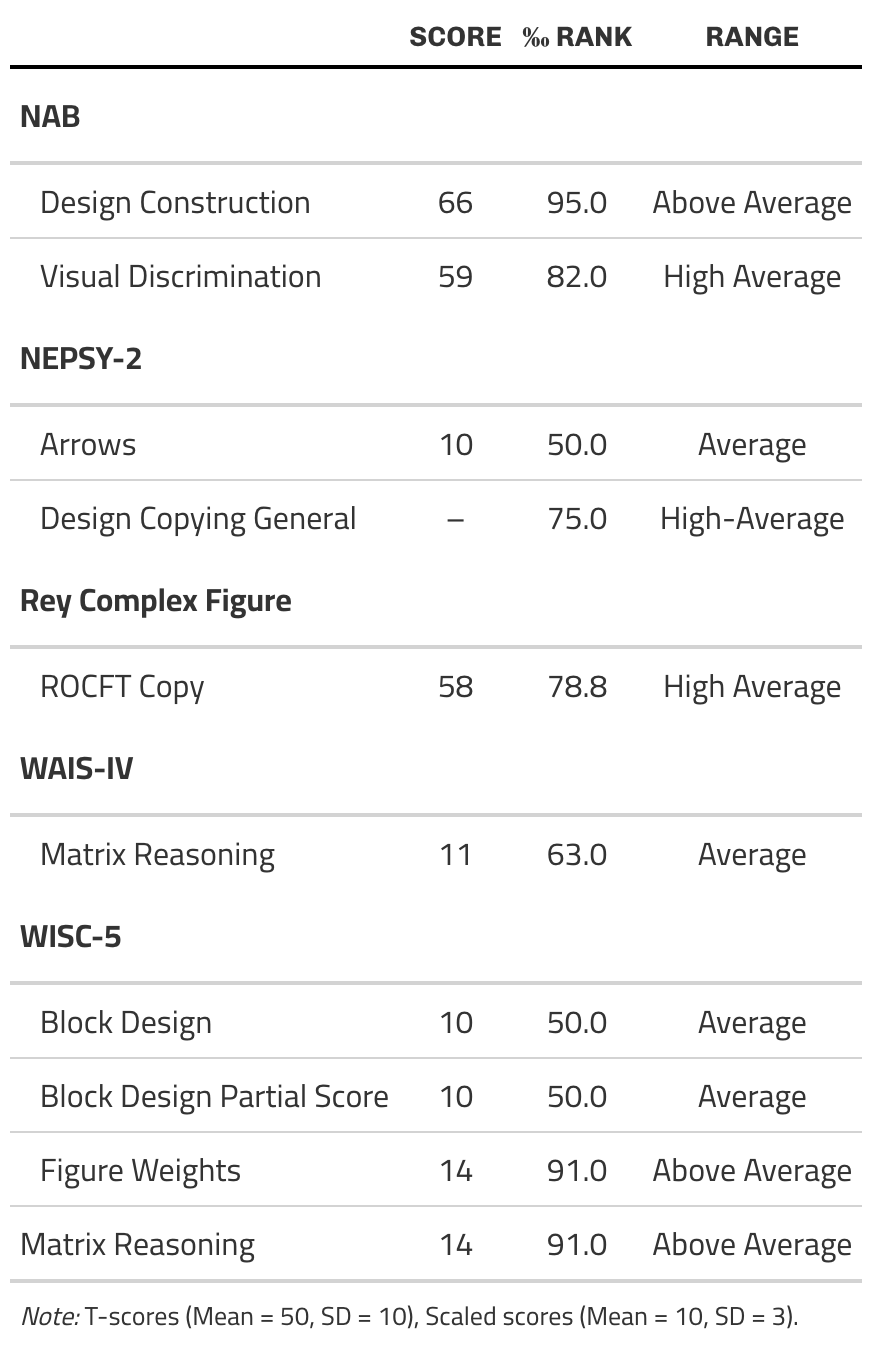 SCORE ‰ RANK RANGE
NAB
Design Construction 66 95.0 Above Average
Visual Discrimination 59 82.0 High Average
NEPSY-2
Arrows 10 50.0 Average
Design Copying General – 75.0 High-Average
Rey Complex Figure
ROCFT Copy 58 78.8 High Average
WAIS-IV
Matrix Reasoning 11 63.0 Average
WISC-5
Block Design 10 50.0 Average
Block Design Partial Score 10 50.0 Average
Figure Weights 14 91.0 Above Average
Matrix Reasoning 14 91.0 Above Average
Note: T-scores (Mean = 50, SD = 10), Scaled scores (Mean = 10, SD = 3).